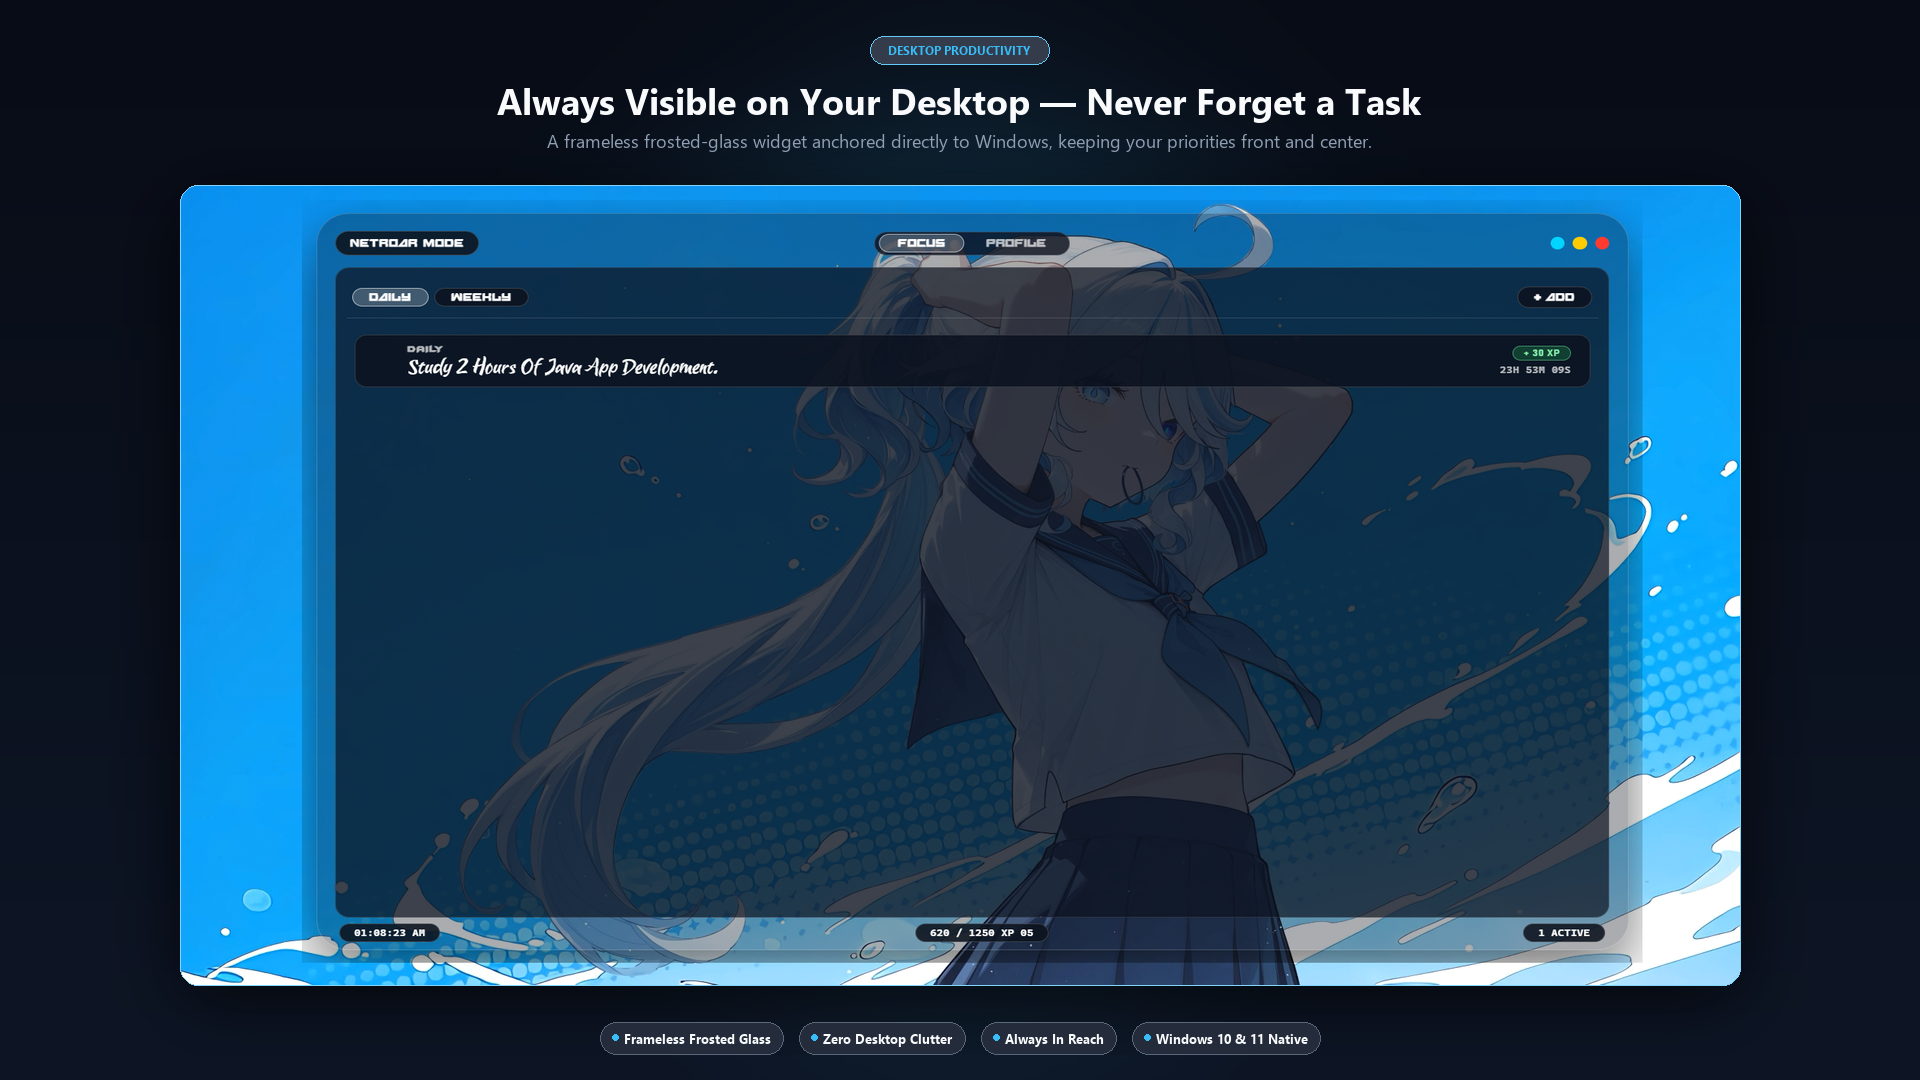 DESKTOP PRODUCTIVITY
Always Visible on Your Desktop — Never Forget a Task
A frameless frosted-glass widget anchored directly to Windows, keeping your priorities front and center.
NETROAR MODE
FOCUS
PROFILE
DAILY
WEEKLY
+ ADD
DAILY
Study 2 Hours Of Java App Development.
+ 30 XP
23H 53M 09S
01:08:23 AM
620 / 1250 XP 05
1 ACTIVE
Frameless Frosted Glass
Zero Desktop Clutter
Always In Reach
Windows 10 & 11 Native